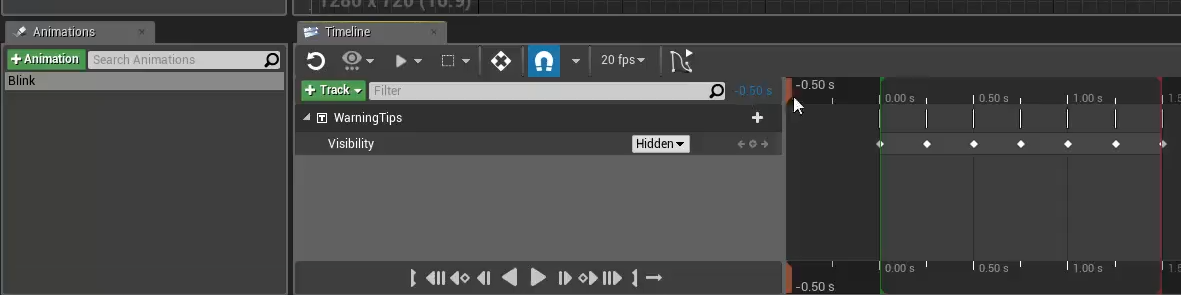 1280 x 720 (16:9)
Animations
Timeline
Animation
Search Animations
20 fps
Blink
Track
Filter
-0.50 s
-0.50 s
0.00 s
0.50 s
1.00 s
1.5
WarningTips
Visibility
Hidden
0.00 s
0.50 s
1.00 s
1.5
-0.50 s